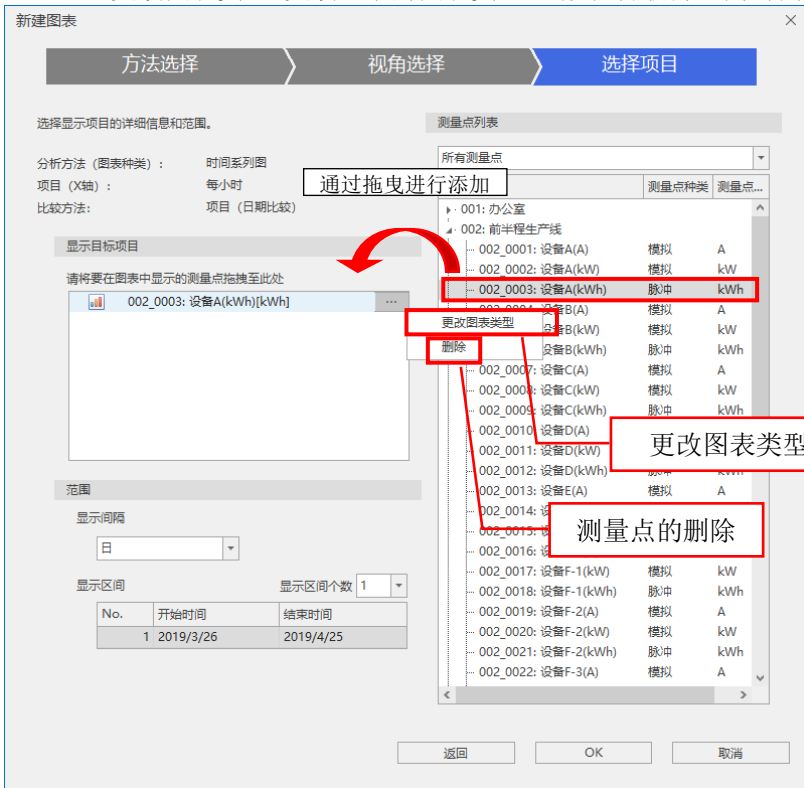 新建图表
方法选择 视角选择 选择项目
选择显示项目的详细信息和范围。
分析方法（图表种类）： 时间系列图
项目（X轴）： 每小时
比较方法: 项目（日期比较）
显示目标项目
请将要在图表中显示的测量点拖拽至此处
002_0003: 设备A(kWh)[kWh] ...
范围
显示间隔
日
显示区间 显示区间个数 1
No. 开始时间 结束时间
1 2019/3/26 2019/4/25
测量点列表
所有测量点
通过拖曳进行添加
测量点种类 测量点...
001: 办公室
002: 前半程生产线
002_0001: 设备A(A) 模拟 A
002_0002: 设备A(kW) 模拟 kW
002_0003: 设备A(kWh) 脉冲 kWh
设备B(A) 模拟 A
更改图表类型
设备B(kW) 模拟 kW
删除
设备B(kWh) 脉冲 kWh
002_0007: 设备C(A) 模拟 A
002_0008: 设备C(kW) 模拟 kW
002_0009: 设备C(kWh) 脉冲 kWh
002_0010: 设备D(A)
002_0011: 设备D(kW)
更改图表类型
002_0012: 设备D(kWh)
002_0013: 设备E(A) 模拟 A
002_0014:
002_0015:
测量点的删除
002_0016:
002_0017: 设备F-1(kW) 模拟 kW
002_0018: 设备F-1(kWh) 脉冲 kWh
002_0019: 设备F-2(A) 模拟 A
002_0020: 设备F-2(kW) 模拟 kW
002_0021: 设备F-2(kWh) 脉冲 kWh
002_0022: 设备F-3(A) 模拟 A
返回 OK 取消